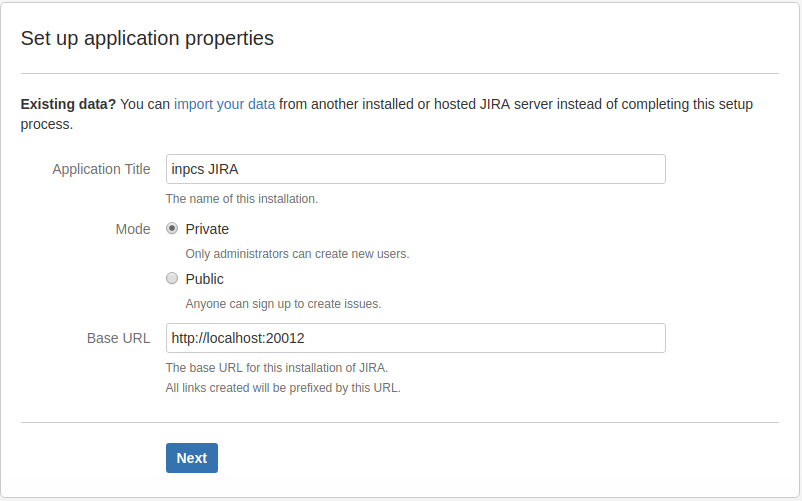 Set up application properties
Existing data? You can import your data from another installed or hosted JIRA server instead of completing this setup
process.
Application Title inpcs JIRA
The name of this installation.
Mode Private
Only administrators can create new users.
Public
Anyone can sign up to create issues.
Base URL http://localhost:20012
The base URL for this installation of JIRA.
All links created will be prefixed by this URL.
Next